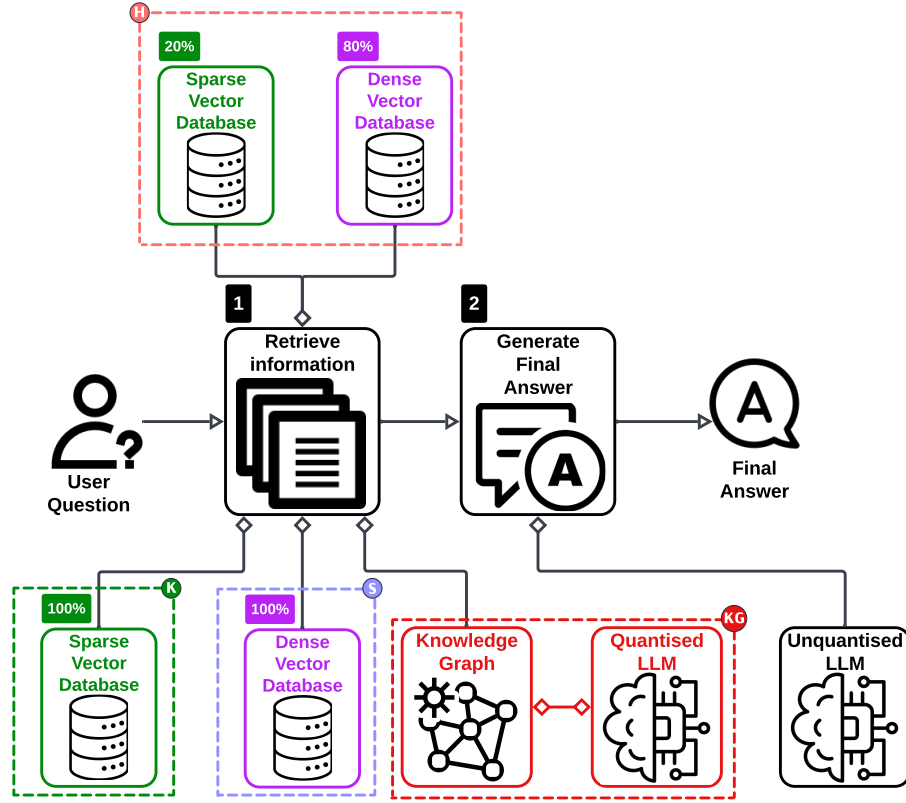 H
20%
80%
Sparse
Vector
Database
Dense
Vector
Database
1
2
Retrieve
information
Generate
Final
Answer
A
A
?
User
Question
Final
Answer
K
S
KG
100%
100%
Sparse
Vector
Database
Dense
Vector
Database
Knowledge
Graph
Quantised
LLM
Unquantised
LLM